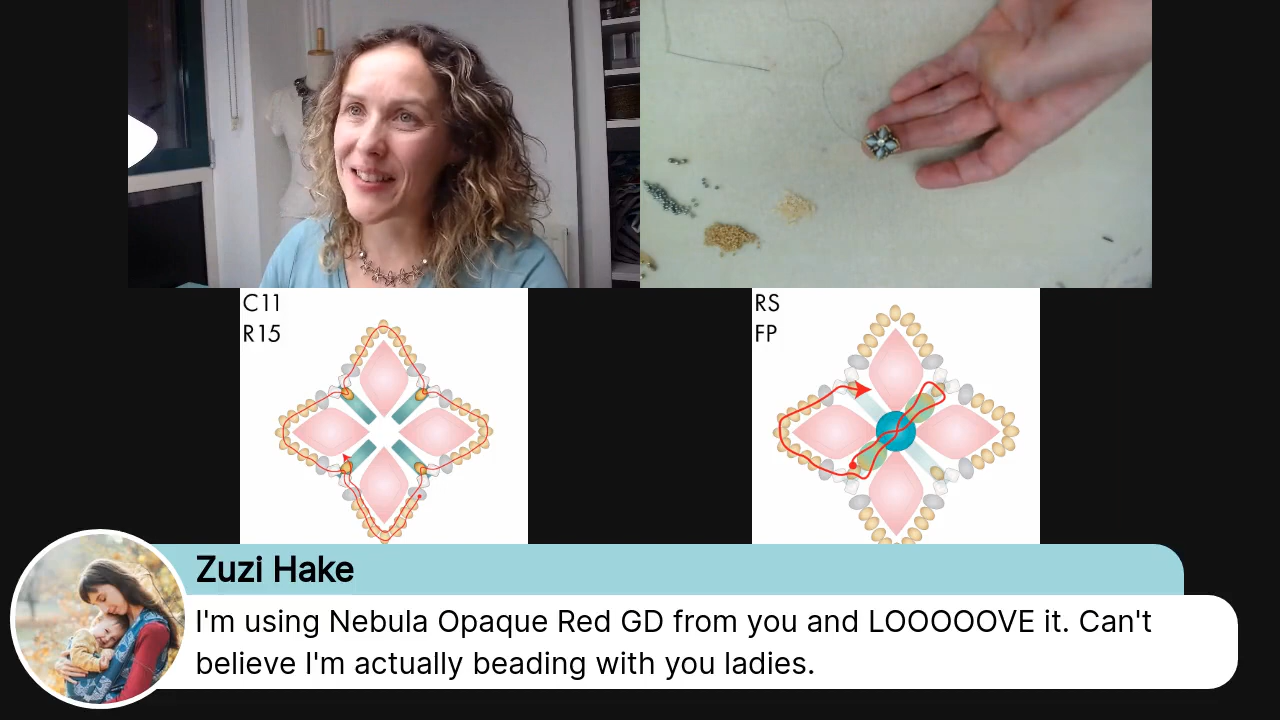 C11
R15
RS
FP
Zuzi Hake
I'm using Nebula Opaque Red GD from you and LOOOOOVE it. Can't
believe I'm actually beading with you ladies.